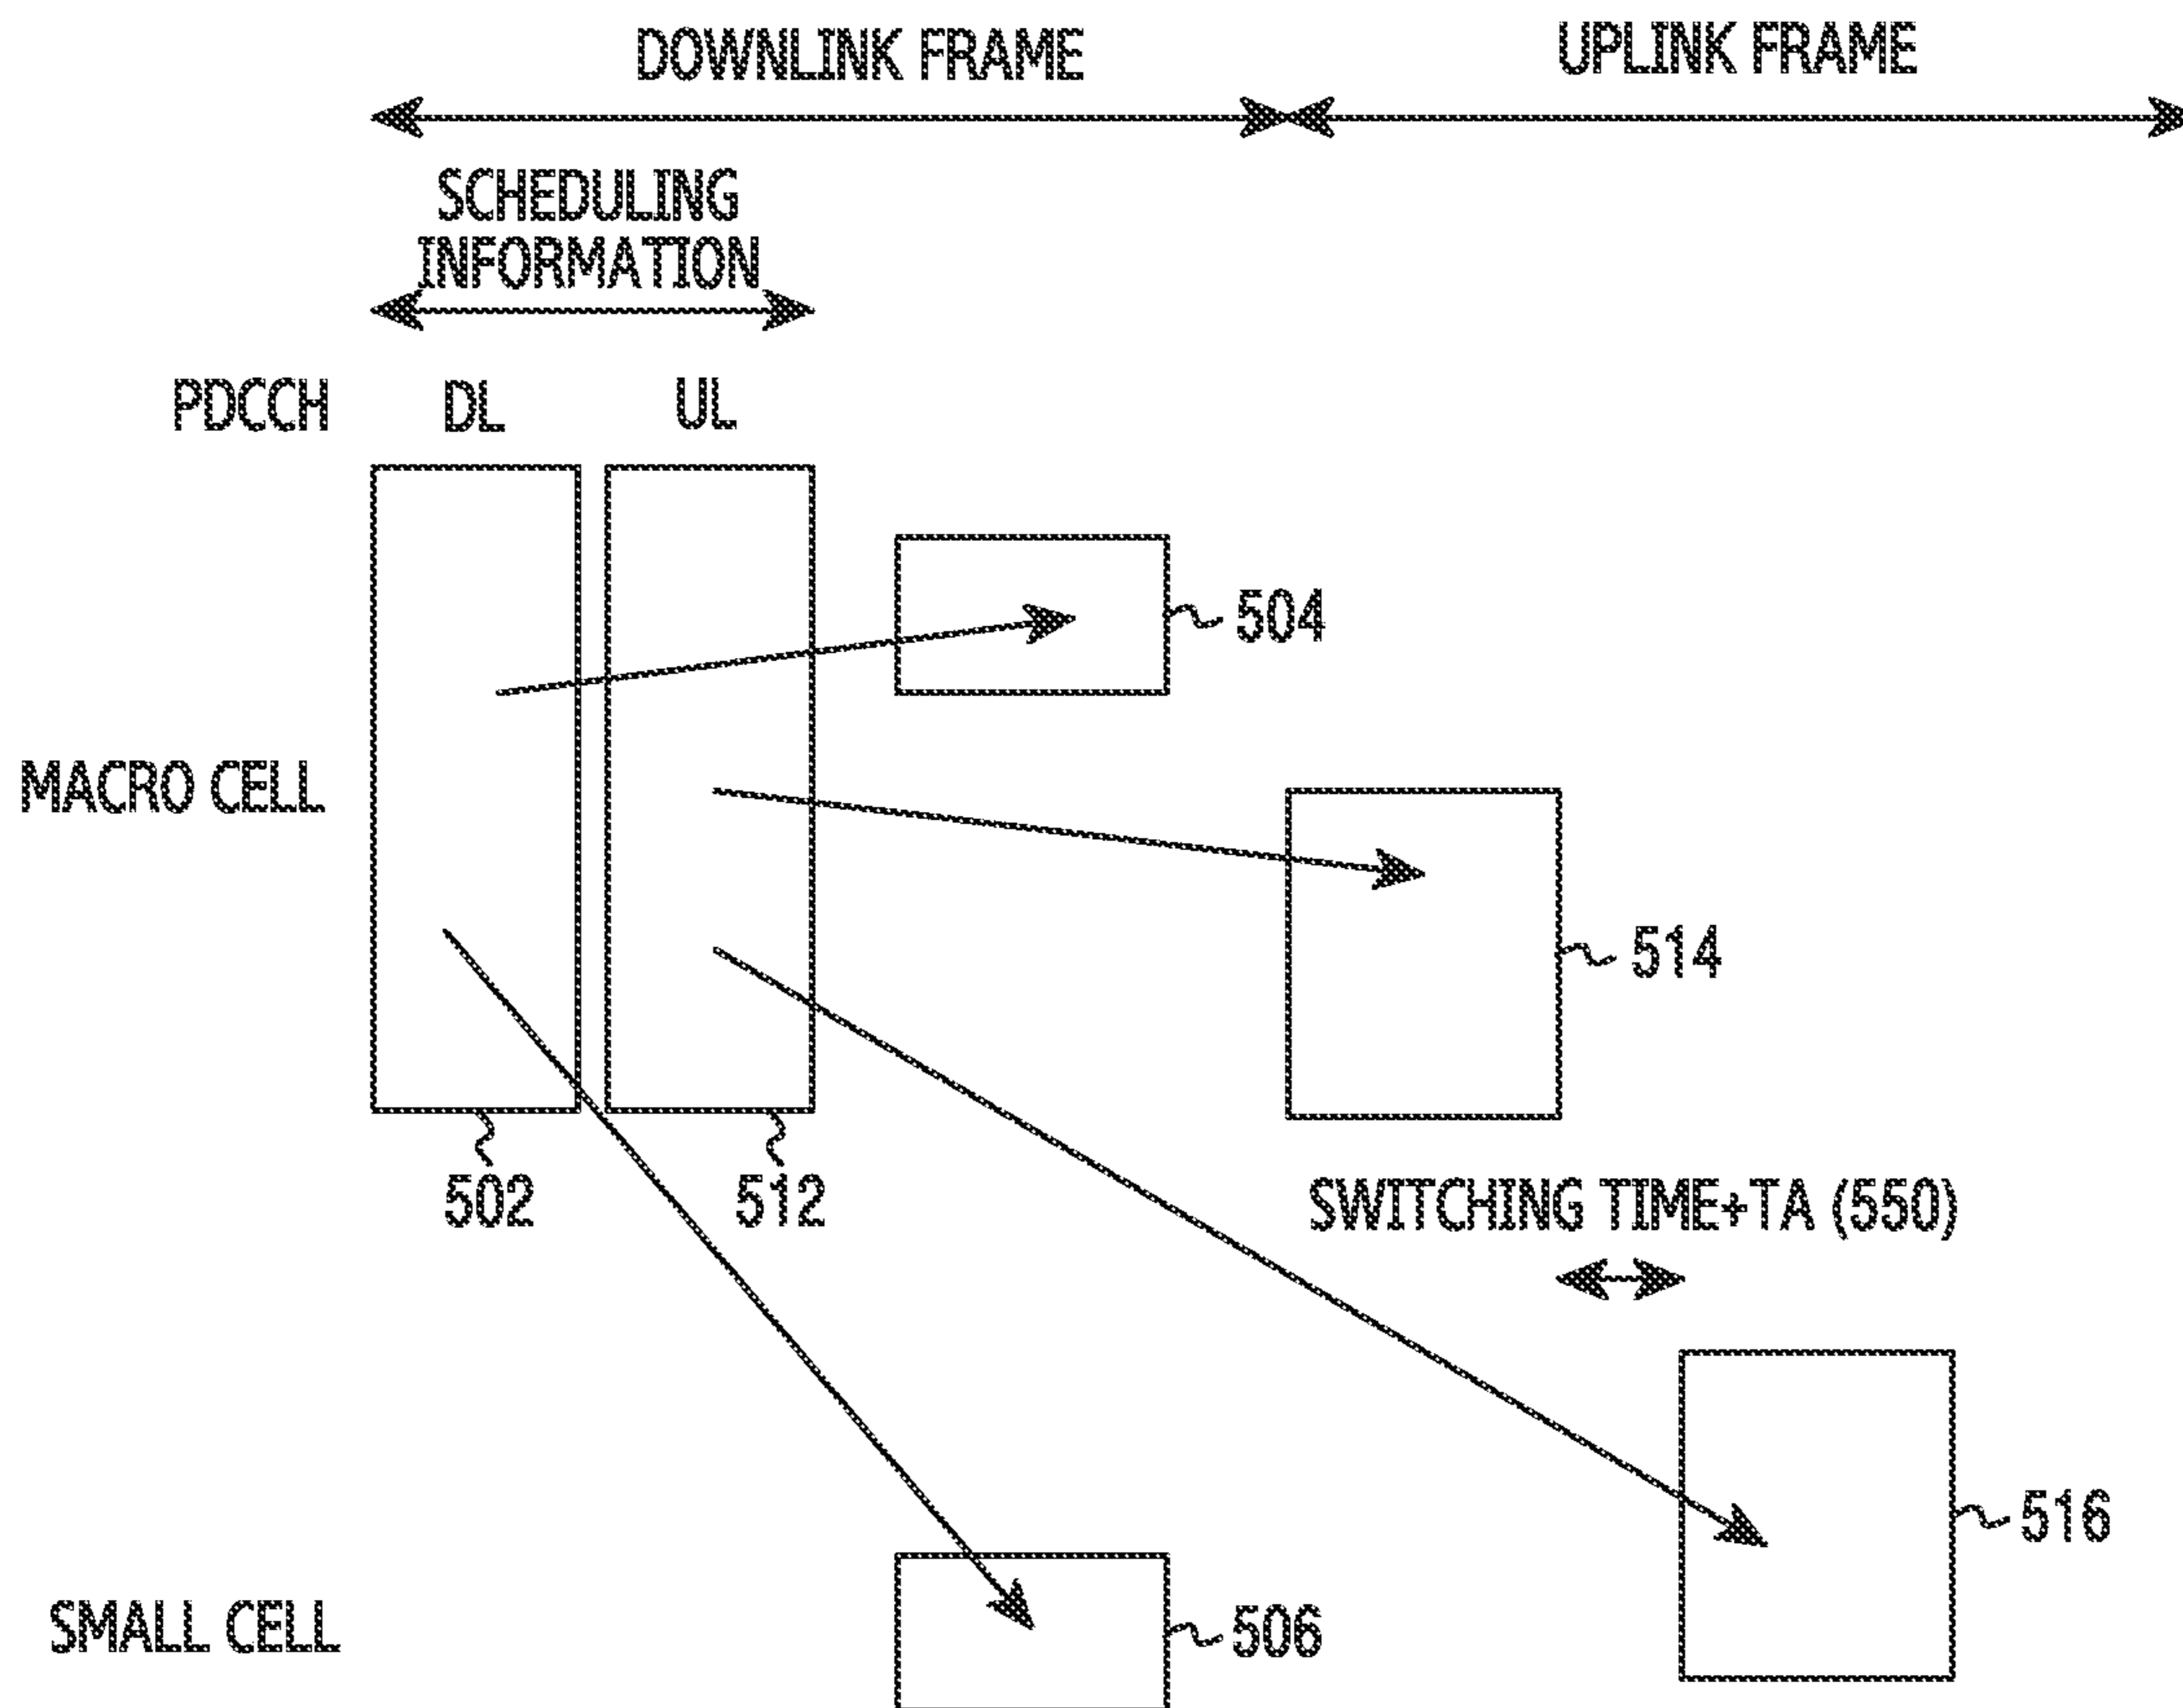 DOWNLINK FRAME
UPLINK FRAME
SCHEDULING
INFORMATION
PDCCH
DL
UL
504
MACRO CELL
514
502
512
SWITCHING TIME+TA (550)
516
SMALL CELL
506